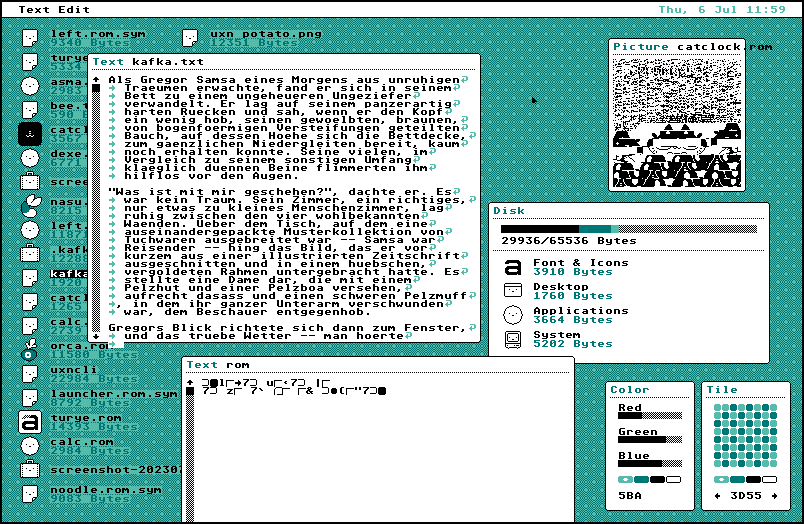 Text Edit
Thu, 6 Jul 11:59
left.rom.sym
9340 Bytes
uxn potato.png
12351 Bytes
turye
5335
asma.
2983
bee.t
590
catcl
3567
dexe.
6771
scree
nasu.
8215
left.
.kafk
kafka
1920
catcl
calc.
2739
orca.rom
11580 Bytes
uxncli
22984 Bytes
launcher.rom.sym
8792 Bytes
turye.rom
14393 Bytes
calc.rom
2984 Bytes
screenshot-20230
noodle.rom.sym
9083 Bytes
Text kafka.txt
Als Gregor Samsa eines Morgens aus unruhigen
Traeumen erwachte, fand er sich in seinem
Bett zu einem ungeheueren Ungeziefer
verwandelt. Er lag auf seinem panzerartig
harten Ruecken und sah, wenn er den Kopf
ein wenig hob, seinen gewoelbten, braunen,
von bogenfoermigen Versteifungen geteilten
Bauch, auf dessen Hoehe sich die Bettdecke,
zum gaenzlichen Niedergleiten bereit, kaum
noch erhalten konnte. Seine vielen, im
Vergleich zu seinem sonstigen Umfang
klaeglich duennen Beine flimmerten ihm
hilflos vor den Augen.
"Was ist mit mir geschehen?", dachte er. Es
war kein Traum. Sein Zimmer, ein richtiges,
nur etwas zu kleines Menschenzimmer, lag
ruhig zwischen den vier wohlbekannten
Waenden. Ueber dem Tisch, auf dem eine
auseinandergepackte Musterkollektion von
Tuchwaren ausgebreitet war -- Samsa war
Reisender -- hing das Bild, das er vor
kurzem aus einer illustrierten Zeitschrift
ausgeschnitten und in einem huebschen,
vergoldeten Rahmen untergebracht hatte. Es
stellte eine Dame dar, die mit einem
Pelzhut und einer Pelzboa versehen,
aufrecht dasass und einen schweren Pelzmuff
, in dem ihr ganzer Unterarm verschwunden
war, dem Beschauer entgegenhob.
Gregors Blick richtete sich dann zum Fenster,
und das truebe Wetter -- man hoerte
Text rom
Picture catclock.rom
Disk
29936/65536 Bytes
Font & Icons
3910 Bytes
Desktop
1760 Bytes
Applications
3664 Bytes
System
5202 Bytes
Color
Red
Green
Blue
5BA
Tile
3D55